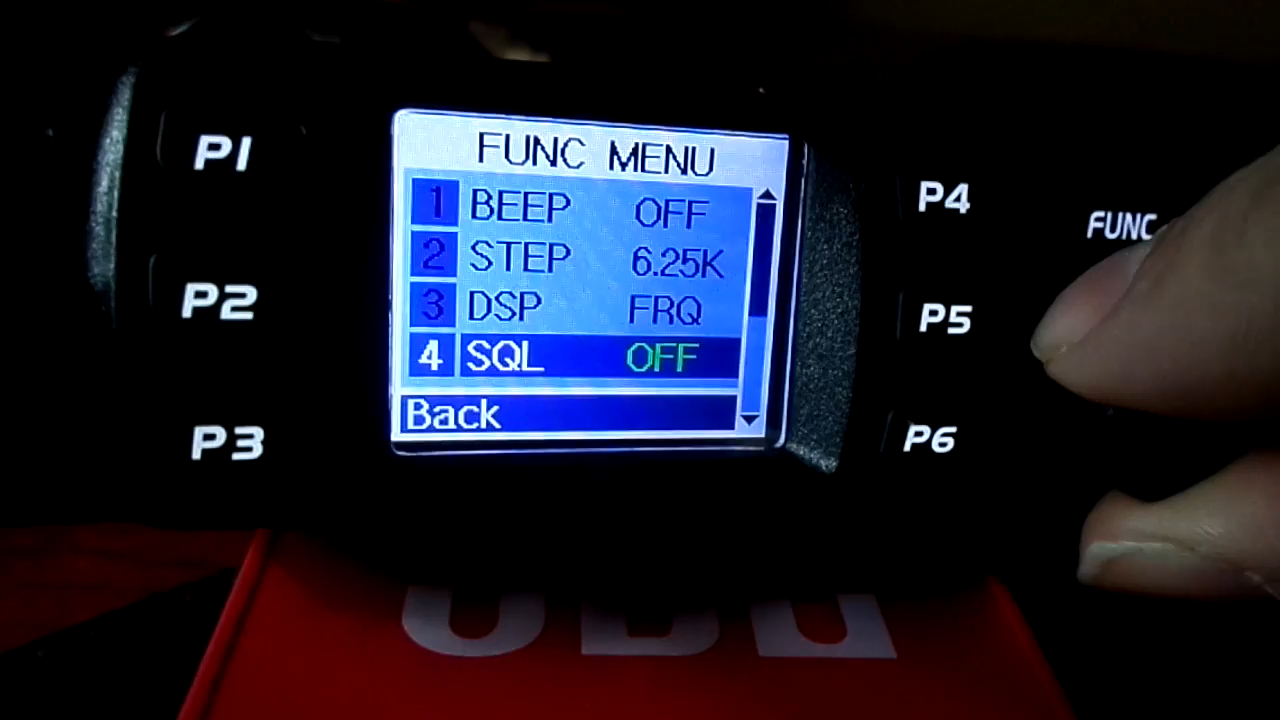 FUNC MENU
1 BEEP OFF
2 STEP 6.25K
3 DSP FRQ
4 SQL OFF
Back
P1
P2
P3
P4
P5
P6
FUNC